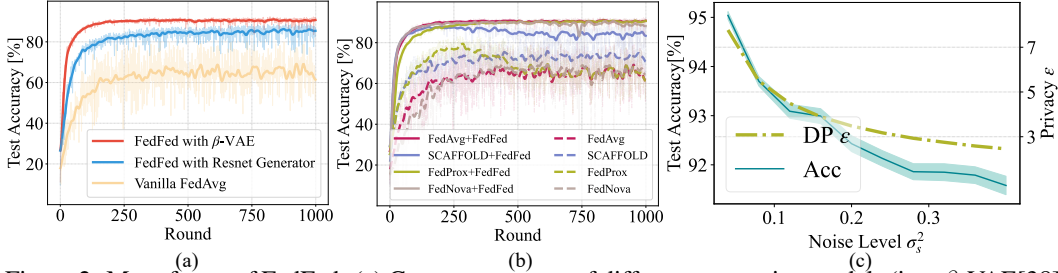 Test Accuracy [%]
80
60
40
20
0
250
500
750
1000
Round
FedFed with β-VAE
FedFed with Resnet Generator
Vanilla FedAvg
(a)
Test Accuracy [%]
80
60
40
20
0
250
500
750
1000
Round
FedAvg+FedFed
SCAFFOLD+FedFed
FedProx+FedFed
FedNova+FedFed
FedAvg
SCAFFOLD
FedProx
FedNova
(b)
Test Accuracy[%]
95
94
93
92
0.1
0.2
0.3
Noise Level σ_s^2
Privacy ε
7
5
3
DP ε
Acc
(c)